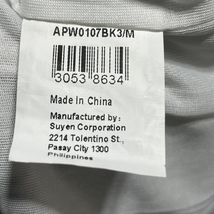 APW0107BK3/M
3053 8634
Made In China
Manufactured by:
Suyen Corporation
2214 Tolentino St.,
Pasay City 1300
Philippines